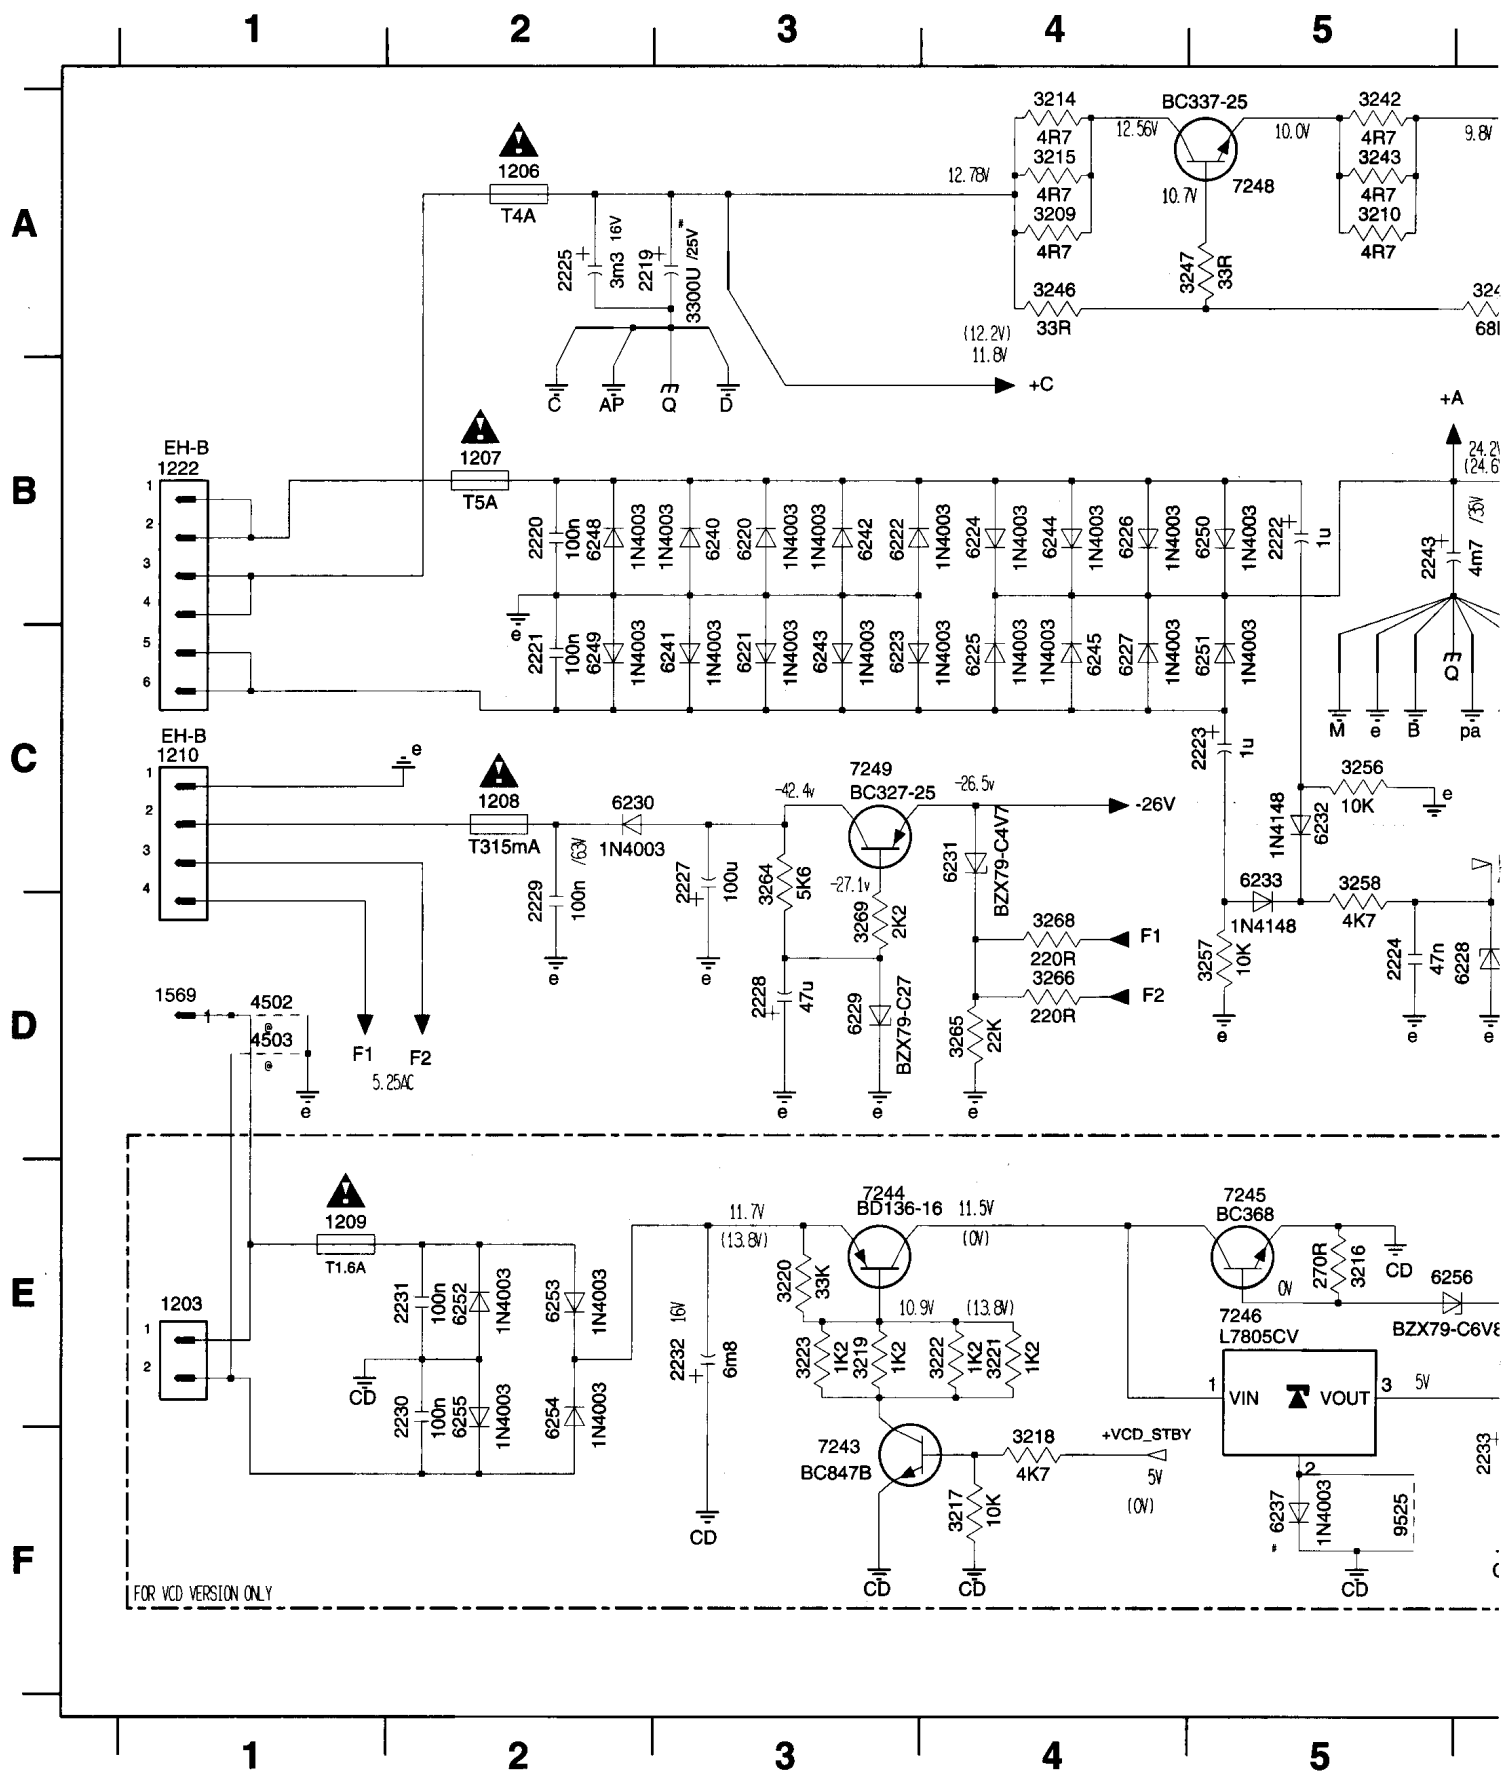 1 2 3 4 5
A
B
C
D
E
F
1206
T4A
2225
3m3 16V
2219
3300U /25V
#
C
AP
Q
D
12.78V
3214
4R7
3215
4R7
3209
4R7
3246
33R
(12.2V)
11.8V
+C
12.56V
BC337-25
7248
10.7V
3247
33R
10.0V
3242
4R7
3243
4R7
3210
4R7
9.8V
EH-B
1222
1
2
3
4
5
6
1207
T5A
2220
100n
6248
1N4003
6240
1N4003
6220
1N4003
1N4003
6242
6222
1N4003
6224
1N4003
6244
1N4003
6226
1N4003
6250
1N4003
2222
1u
e
2221
100n
6249
1N4003
6241
1N4003
6221
1N4003
6243
1N4003
6223
1N4003
6225
1N4003
1N4003
6245
6227
1N4003
6251
1N4003
+A
2243
4m7
/35V
M
e
B
Q
pa
EH-B
1210
1
2
3
4
e
1208
T315mA
6230
1N4003
/63V
2229
100n
e
2227
100u
e
-42.4v
7249
BC327-25
-26.5v
-26V
3264
5K6
-27.1v
3269
2K2
2228
47u
e
6229
BZX79-C27
e
6231
BZX79-C4V7
3268
220R
F1
3266
220R
F2
3265
22K
e
2223
1u
3256
10K
e
1N4148
6232
6233
1N4148
3258
4K7
3257
10K
e
2224
47n
e
6228
e
1569
1
4502
@
4503
@
e
F1
F2
5.25AC
1209
T1.6A
1203
1
2
2231
100n
6252
1N4003
6253
1N4003
CD
2230
100n
6255
1N4003
6254
1N4003
16V
2232
6m8
CD
11.7V
(13.8V)
7244
BD136-16
11.5V
(0V)
3220
33K
10.9V
(13.8V)
3223
1K2
3219
1K2
3222
1K2
3221
1K2
7243
BC847B
3218
4K7
+VCD_STBY
5V
(0V)
3217
10K
CD
CD
7245
BC368
0V
270R
3216
CD
6256
7246
L7805CV
1
VIN
VOUT
3
5V
2
6237
1N4003
#
9525
CD
2233
FOR VCD VERSION ONLY
1 2 3 4 5